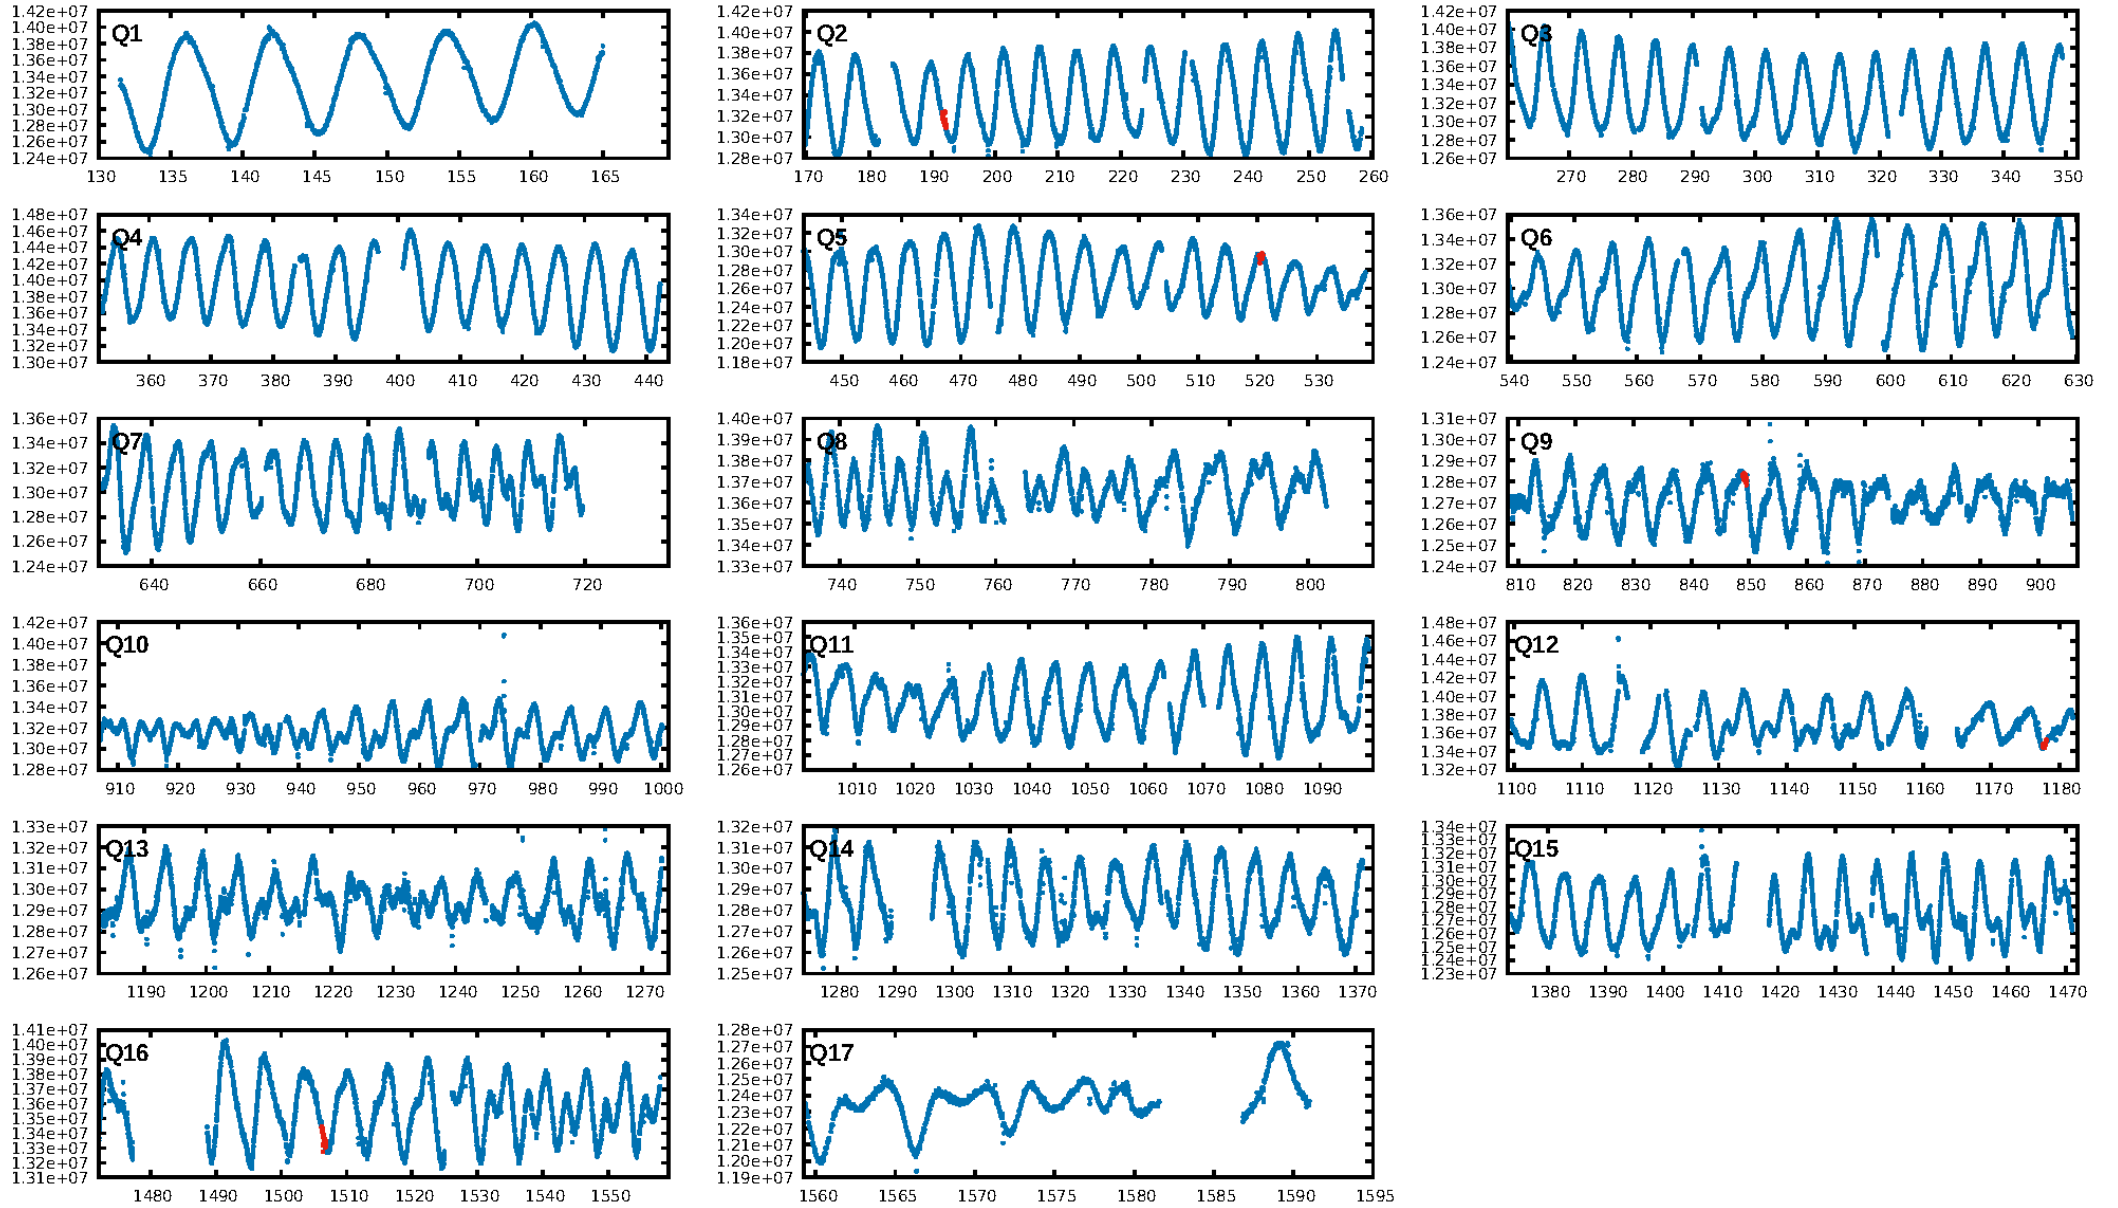 Q1
1.42e+07
1.40e+07
1.38e+07
1.36e+07
1.34e+07
1.32e+07
1.30e+07
1.28e+07
1.26e+07
1.24e+07
130 135 140 145 150 155 160 165
Q2
1.42e+07
1.40e+07
1.38e+07
1.36e+07
1.34e+07
1.32e+07
1.30e+07
1.28e+07
170 180 190 200 210 220 230 240 250 260
Q3
1.42e+07
1.40e+07
1.38e+07
1.36e+07
1.34e+07
1.32e+07
1.30e+07
1.28e+07
1.26e+07
270 280 290 300 310 320 330 340 350
Q4
1.48e+07
1.46e+07
1.44e+07
1.42e+07
1.40e+07
1.38e+07
1.36e+07
1.34e+07
1.32e+07
1.30e+07
360 370 380 390 400 410 420 430 440
Q5
1.34e+07
1.32e+07
1.30e+07
1.28e+07
1.26e+07
1.24e+07
1.22e+07
1.20e+07
1.18e+07
450 460 470 480 490 500 510 520 530
Q6
1.36e+07
1.34e+07
1.32e+07
1.30e+07
1.28e+07
1.26e+07
1.24e+07
540 550 560 570 580 590 600 610 620 630
Q7
1.36e+07
1.34e+07
1.32e+07
1.30e+07
1.28e+07
1.26e+07
1.24e+07
640 660 680 700 720
Q8
1.40e+07
1.39e+07
1.38e+07
1.37e+07
1.36e+07
1.35e+07
1.34e+07
1.33e+07
740 750 760 770 780 790 800
Q9
1.31e+07
1.30e+07
1.29e+07
1.28e+07
1.27e+07
1.26e+07
1.25e+07
1.24e+07
810 820 830 840 850 860 870 880 890 900
Q10
1.42e+07
1.40e+07
1.38e+07
1.36e+07
1.34e+07
1.32e+07
1.30e+07
1.28e+07
910 920 930 940 950 960 970 980 990 1000
Q11
1.36e+07
1.35e+07
1.34e+07
1.33e+07
1.32e+07
1.31e+07
1.30e+07
1.29e+07
1.28e+07
1.27e+07
1.26e+07
1010 1020 1030 1040 1050 1060 1070 1080 1090
Q12
1.48e+07
1.46e+07
1.44e+07
1.42e+07
1.40e+07
1.38e+07
1.36e+07
1.34e+07
1.32e+07
1100 1110 1120 1130 1140 1150 1160 1170 1180
Q13
1.33e+07
1.32e+07
1.31e+07
1.30e+07
1.29e+07
1.28e+07
1.27e+07
1.26e+07
1190 1200 1210 1220 1230 1240 1250 1260 1270
Q14
1.32e+07
1.31e+07
1.30e+07
1.29e+07
1.28e+07
1.27e+07
1.26e+07
1.25e+07
1280 1290 1300 1310 1320 1330 1340 1350 1360 1370
Q15
1.34e+07
1.33e+07
1.32e+07
1.31e+07
1.30e+07
1.29e+07
1.28e+07
1.27e+07
1.26e+07
1.25e+07
1.24e+07
1.23e+07
1380 1390 1400 1410 1420 1430 1440 1450 1460 1470
Q16
1.41e+07
1.40e+07
1.39e+07
1.38e+07
1.37e+07
1.36e+07
1.35e+07
1.34e+07
1.33e+07
1.32e+07
1.31e+07
1480 1490 1500 1510 1520 1530 1540 1550
Q17
1.28e+07
1.27e+07
1.26e+07
1.25e+07
1.24e+07
1.23e+07
1.22e+07
1.21e+07
1.20e+07
1.19e+07
1560 1565 1570 1575 1580 1585 1590 1595